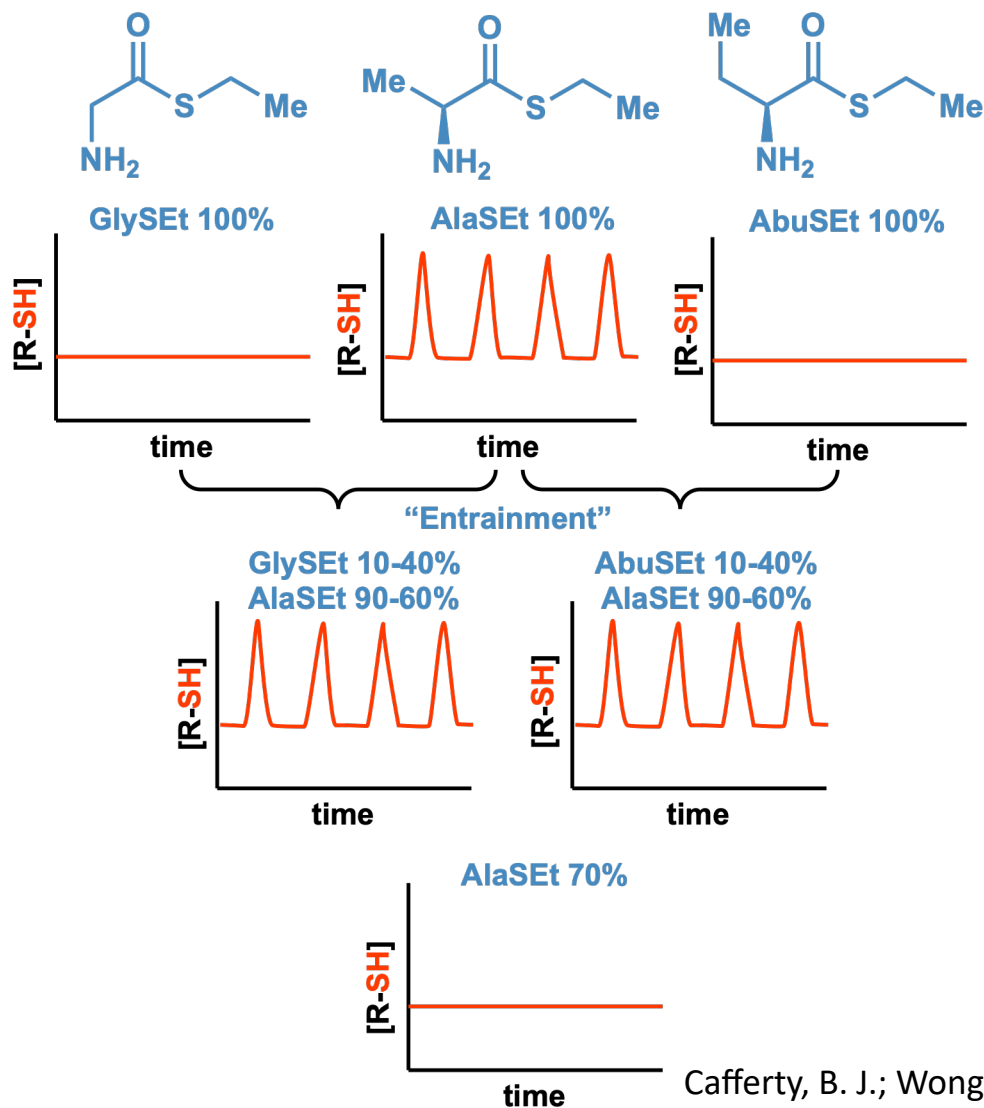 O
S
Me
NH2
O
Me
S
Me
NH2
Me
O
S
Me
NH2
GlySEt 100%
AlaSEt 100%
AbuSEt 100%
[R-SH]
time
[R-SH]
time
[R-SH]
time
“Entrainment”
GlySEt 10-40%
AlaSEt 90-60%
[R-SH]
time
AbuSEt 10-40%
AlaSEt 90-60%
[R-SH]
time
AlaSEt 70%
[R-SH]
time
Cafferty, B. J.; Wong